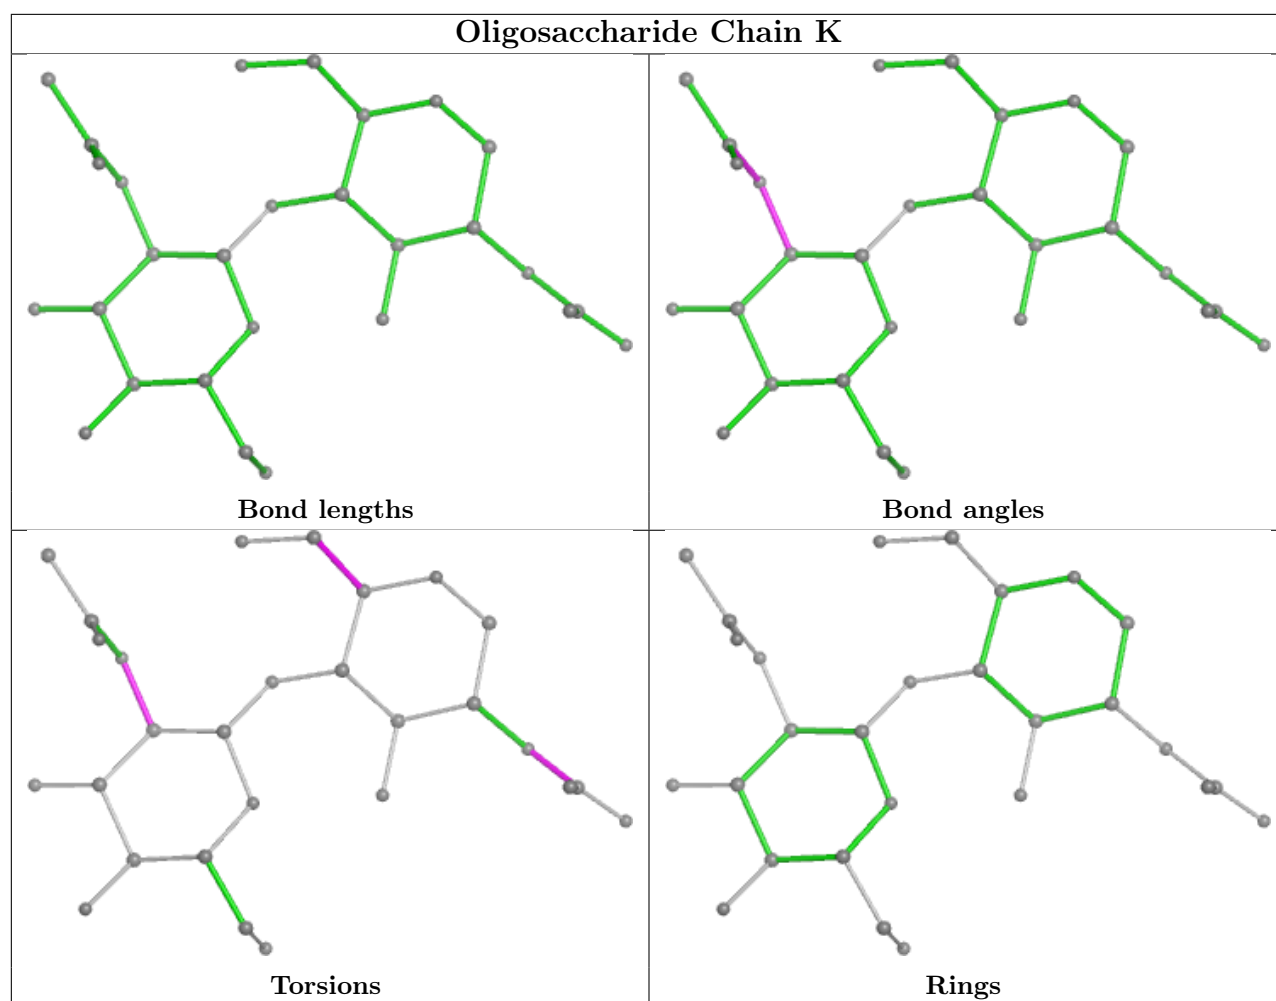 Oligosaccharide Chain K
Bond lengths
Bond angles
Torsions
Rings